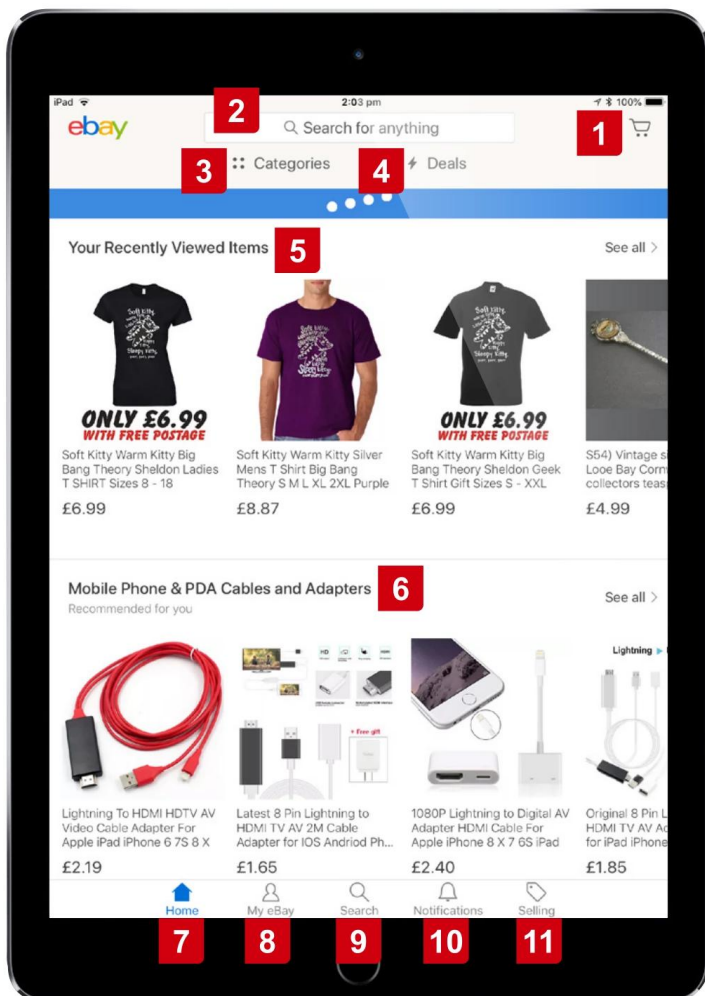 iPad 2:03 pm 100%
ebay 2 Search for anything 1
3 Categories 4 Deals
Your Recently Viewed Items 5 See all >
Soft Kitty
Sleepy kitty
ONLY £6.99
WITH FREE POSTAGE
ONLY £6.99
WITH FREE POSTAGE
Soft Kitty Warm Kitty Big
Bang Theory Sheldon Ladies
T SHIRT Sizes 8 - 18
£6.99
Soft Kitty Warm Kitty Silver
Mens T Shirt Big Bang
Theory S M L XL 2XL Purple
£8.87
Soft Kitty Warm Kitty Big
Bang Theory Sheldon Geek
T Shirt Gift Sizes S - XXL
£6.99
S54) Vintage si
Looe Bay Corn
collectors teasp
£4.99
Mobile Phone & PDA Cables and Adapters 6 See all >
Recommended for you
+ Free gift
Lightning
Lightning To HDMI HDTV AV
Video Cable Adapter For
Apple iPad iPhone 6 7S 8 X
£2.19
Latest 8 Pin Lightning to
HDMI TV AV 2M Cable
Adapter for IOS Andriod Ph...
£1.65
1080P Lightning to Digital AV
Adapter HDMI Cable For
Apple iPhone 8 X 7 6S iPad
£2.40
Original 8 Pin L
HDMI TV AV Ad
for iPad iPhone
£1.85
Home My eBay Search Notifications Selling
7 8 9 10 11